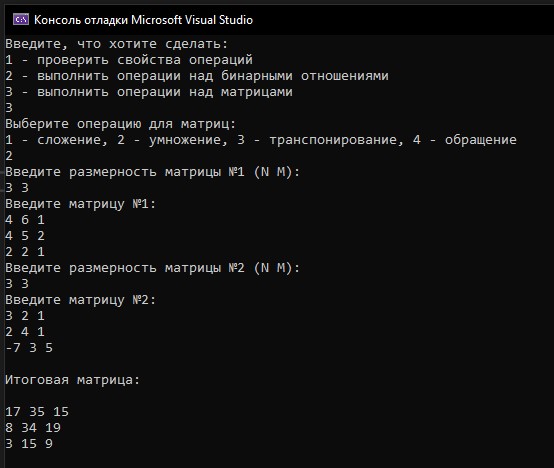 Консоль отладки Microsoft Visual Studio
Введите, что хотите сделать:
1 - проверить свойства операций
2 - выполнить операции над бинарными отношениями
3 - выполнить операции над матрицами
3
Выберите операцию для матриц:
1 - сложение, 2 - умножение, 3 - транспонирование, 4 - обращение
2
Введите размерность матрицы №1 (N M):
3 3
Введите матрицу №1:
4 6 1
4 5 2
2 2 1
Введите размерность матрицы №2 (N M):
3 3
Введите матрицу №2:
3 2 1
2 4 1
-7 3 5
Итоговая матрица:
17 35 15
8 34 19
3 15 9